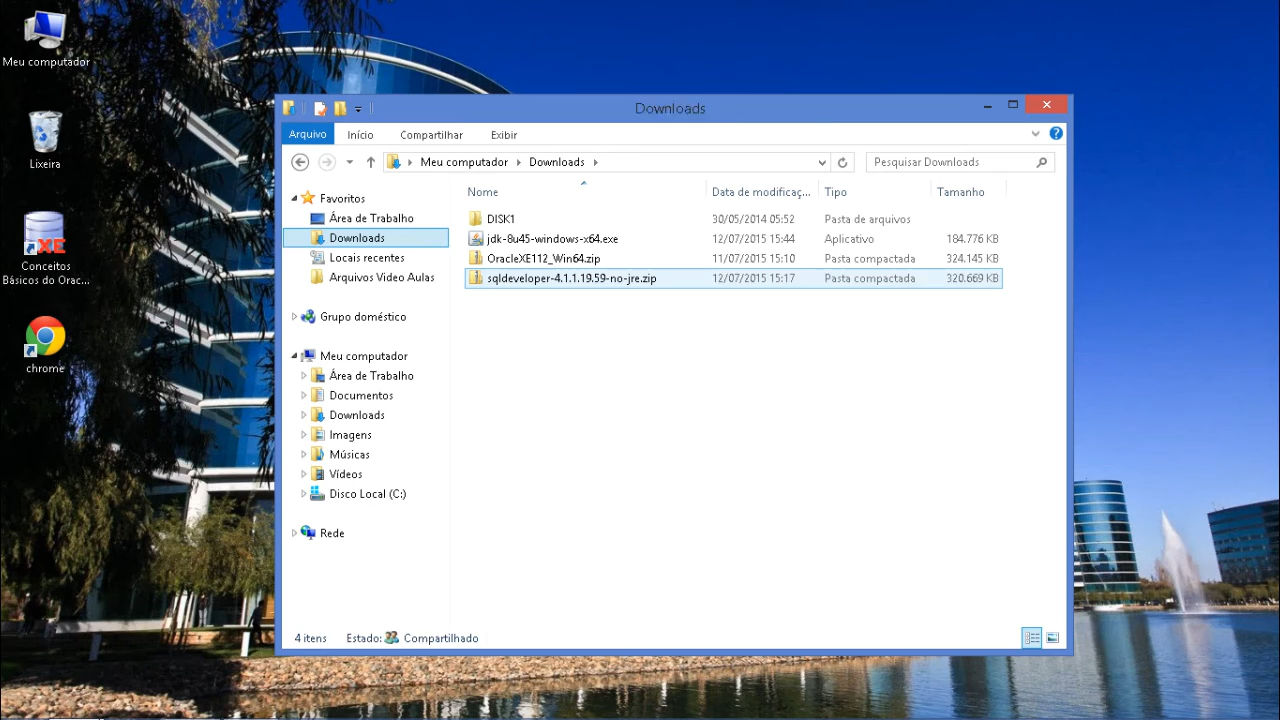 Meu computador
Lixeira
XE
Conceitos
Básicos do Orac...
chrome
Downloads
Arquivo Início Compartilhar Exibir
Meu computador Downloads Pesquisar Downloads
Nome Data de modificaç... Tipo Tamanho
DISK1 30/05/2014 05:52 Pasta de arquivos
jdk-8u45-windows-x64.exe 12/07/2015 15:44 Aplicativo 184.776 KB
OracleXE112_Win64.zip 11/07/2015 15:10 Pasta compactada 324.145 KB
sqldeveloper-4.1.1.19.59-no-jre.zip 12/07/2015 15:17 Pasta compactada 320.669 KB
Favoritos
Área de Trabalho
Downloads
Locais recentes
Arquivos Video Aulas
Grupo doméstico
Meu computador
Área de Trabalho
Documentos
Downloads
Imagens
Músicas
Vídeos
Disco Local (C:)
Rede
4 itens Estado: Compartilhado